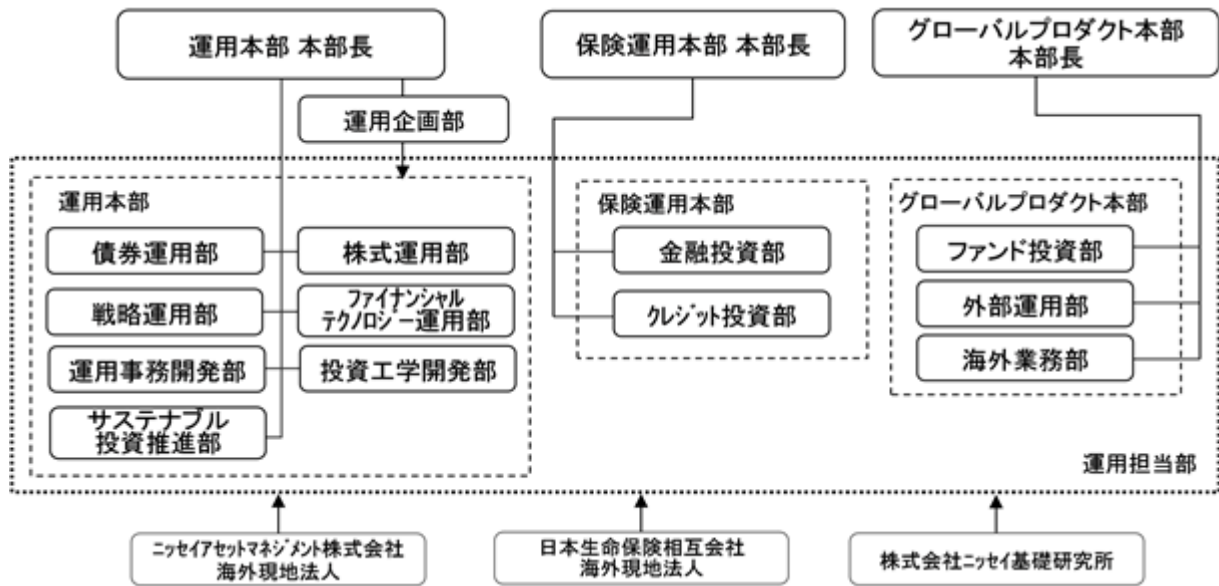 運用本部 本部長
保険運用本部 本部長
グローバルプロダクト本部
本部長
運用企画部
運用本部
債券運用部
株式運用部
戦略運用部
ファイナンシャル
テクノロジー運用部
運用事務開発部
投資工学開発部
サステナブル
投資推進部
保険運用本部
金融投資部
クレジット投資部
グローバルプロダクト本部
ファンド投資部
外部運用部
海外業務部
運用担当部
ニッセイアセットマネジメント株式会社
海外現地法人
日本生命保険相互会社
海外現地法人
株式会社ニッセイ基礎研究所